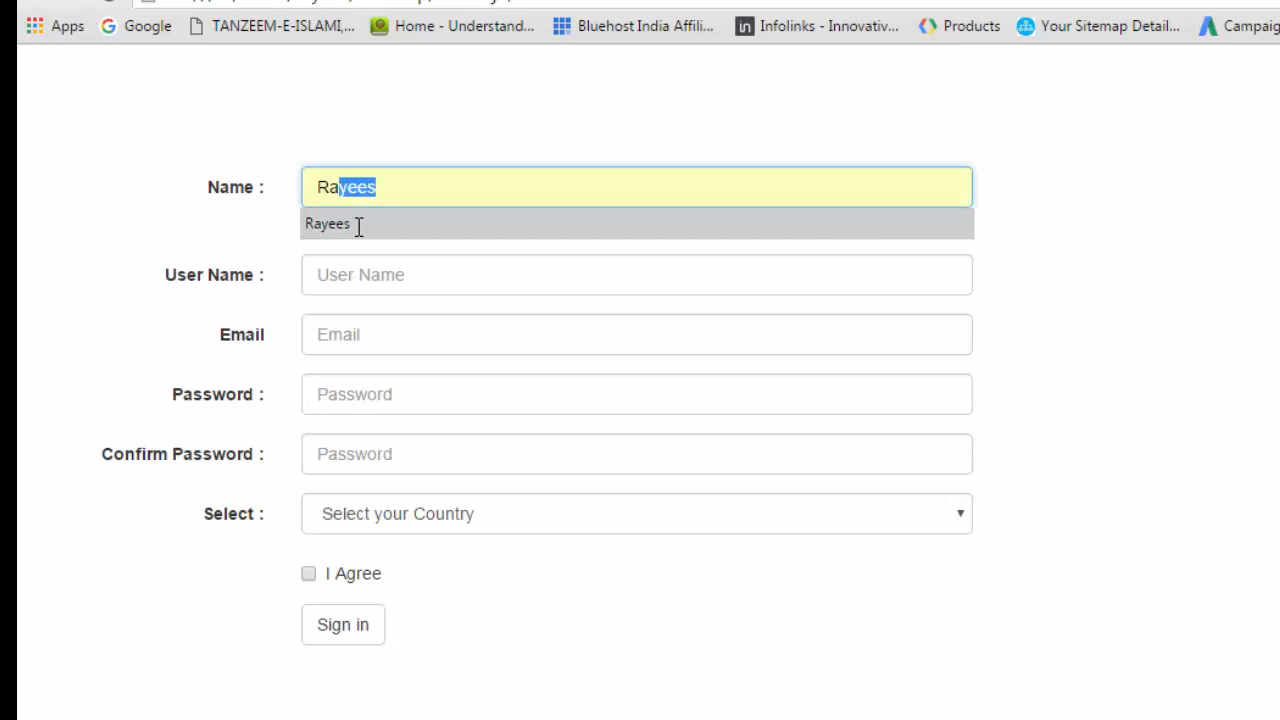 Apps Google TANZEEM-E-ISLAMI,... Home - Understand... Bluehost India Affili... Infolinks - Innovativ... Products Your Sitemap Detail... Campaig
Name : Rayees
Rayees
User Name : User Name
Email Email
Password : Password
Confirm Password : Password
Select : Select your Country
I Agree
Sign in